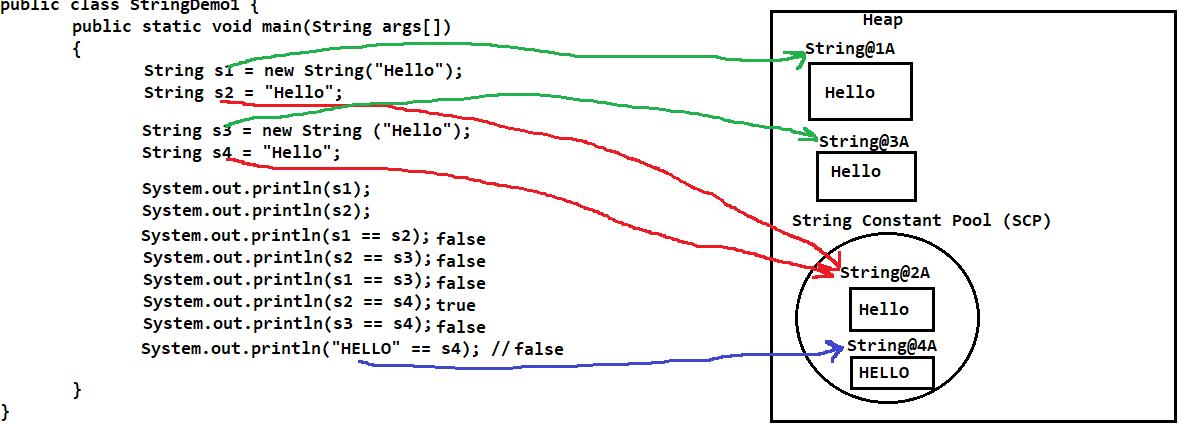 public class StringDemo1 {
public static void main(String args[])
{
String s1 = new String("Hello");
String s2 = "Hello";
String s3 = new String ("Hello");
String s4 = "Hello";
System.out.println(s1);
System.out.println(s2);
System.out.println(s1 == s2); false
System.out.println(s2 == s3); false
System.out.println(s1 == s3); false
System.out.println(s2 == s4); true
System.out.println(s3 == s4); false
System.out.println("HELLO" == s4); // false
}
}
Heap
String@1A
Hello
String@3A
Hello
String Constant Pool (SCP)
String@2A
Hello
String@4A
HELLO